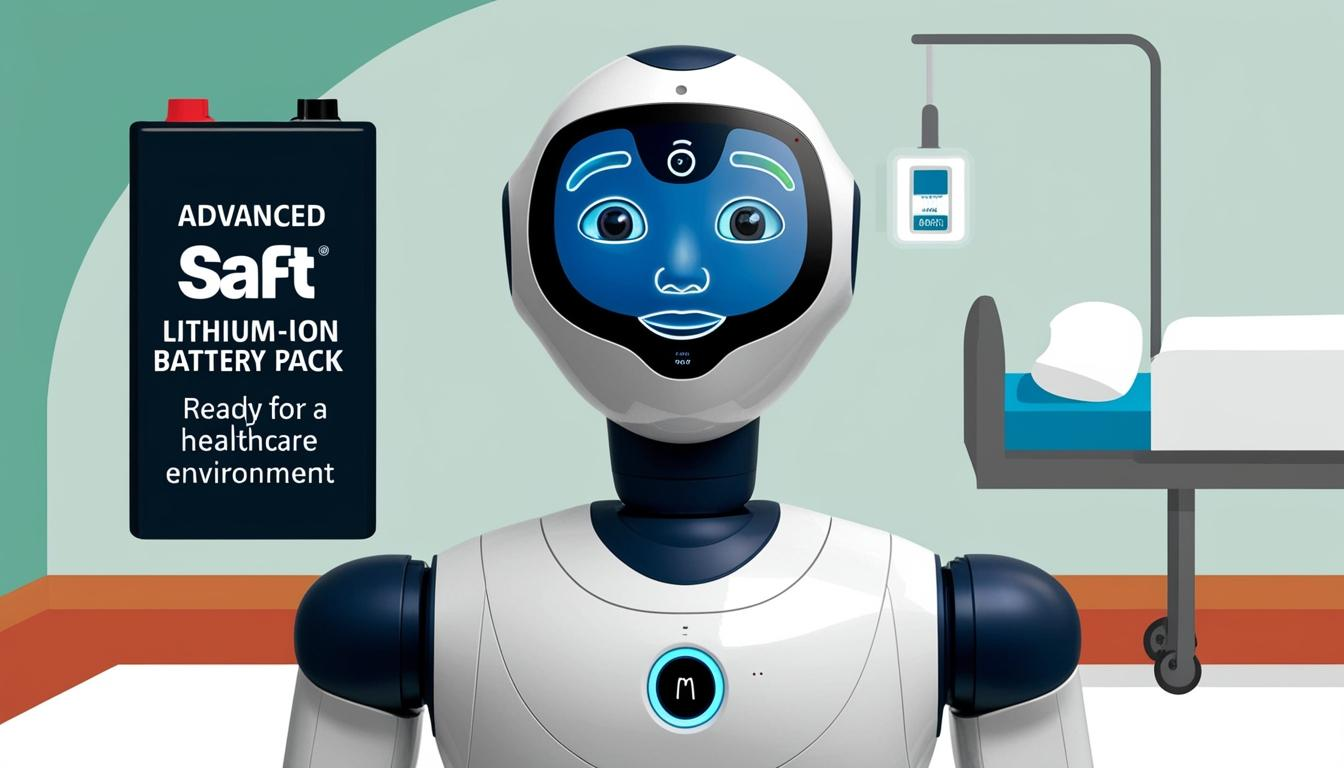 ADVANCED
Saft®
LITHIUM-ION
BATTERY PACK
Ready for a
healthcare
environment
m